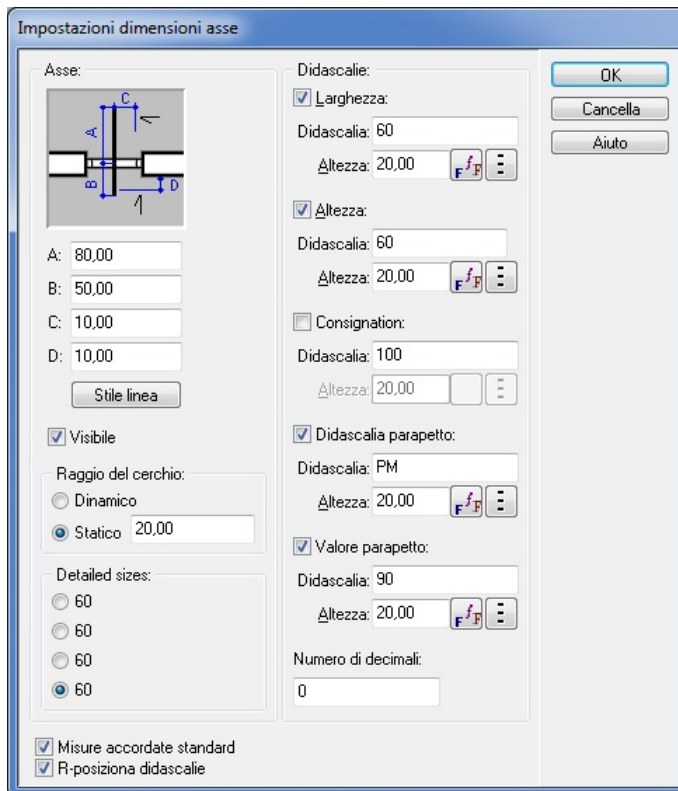 Impostazioni dimensioni asse
Asse:
C
A
B
D
1
1
A: 80,00
B: 50,00
C: 10,00
D: 10,00
Stile linea
Visibile
Raggio del cerchio:
Dinamico
Statico 20,00
Detailed sizes:
60
60
60
60
Misure accordate standard
R-posiziona didascalie
Didascalie:
Larghezza:
Didascalia: 60
Altezza: 20,00 F f F
Altezza:
Didascalia: 60
Altezza: 20,00 F f F
Consignation:
Didascalia: 100
Altezza: 20,00
Didascalia parapetto:
Didascalia: PM
Altezza: 20,00 F f F
Valore parapetto:
Didascalia: 90
Altezza: 20,00 F f F
Numero di decimali:
0
OK
Cancella
Aiuto